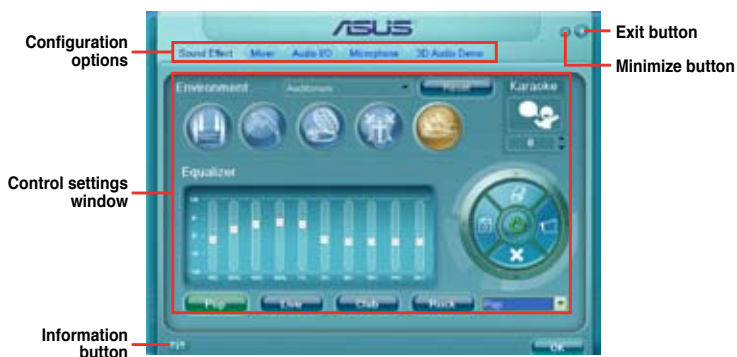 ASUS
Configuration
options
Exit button
Minimize button
Sound Effect Mixer Audio I/O Microphone 3D Audio Demo
Environment Auditorium Reset Karaoke
0
Control settings
window
Equalizer
Pop Live Club Rock Pop
Information
button
OK